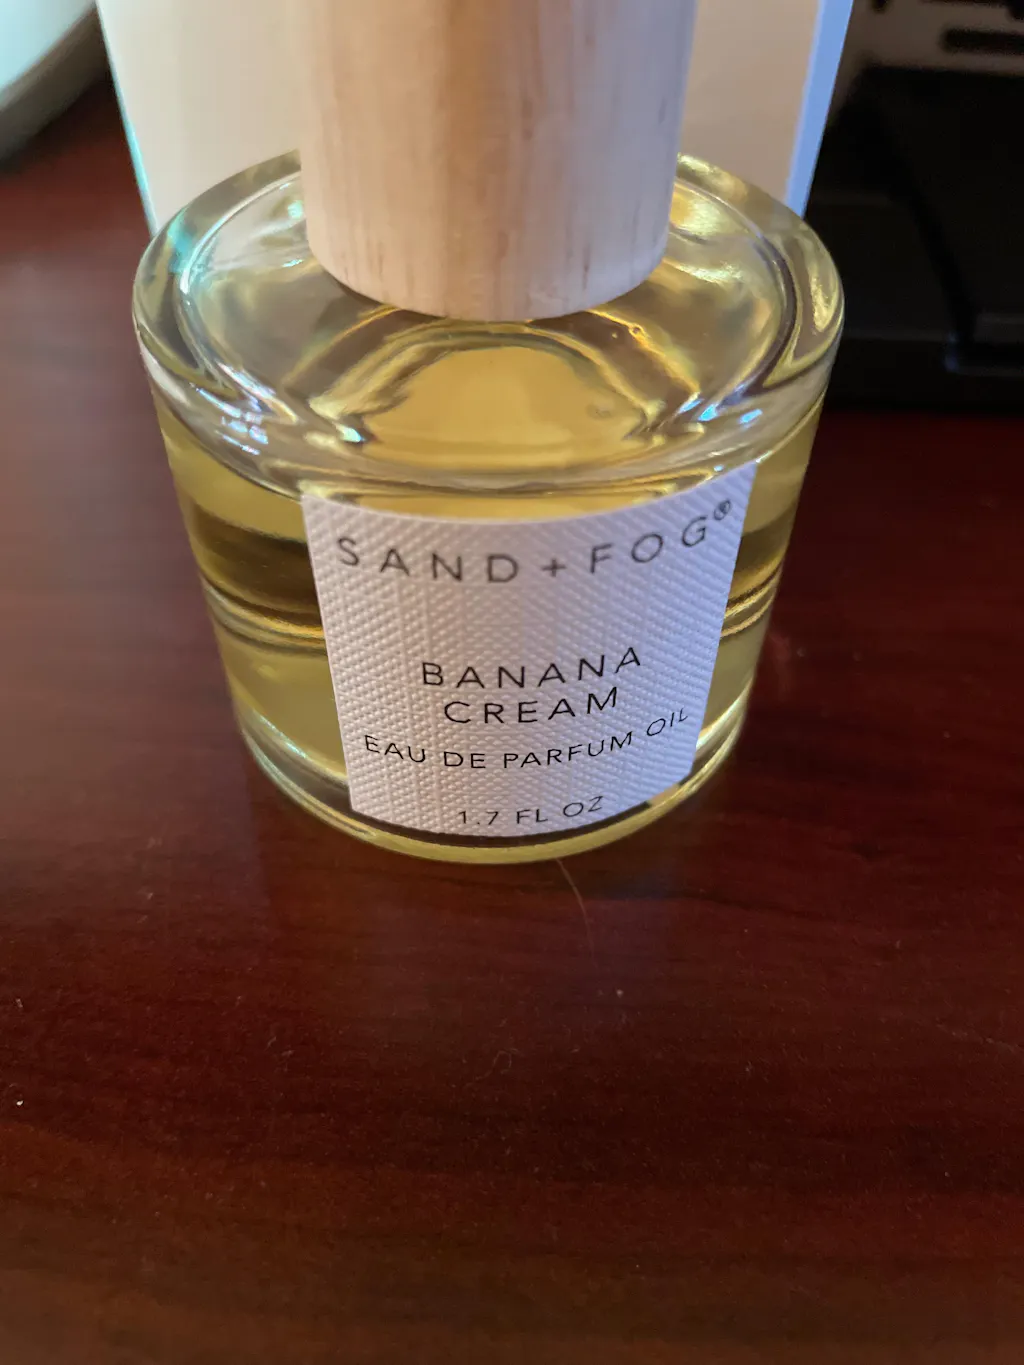 SAND + FOG®
BANANA
CREAM
EAU DE PARFUM OIL
1.7 FL OZ